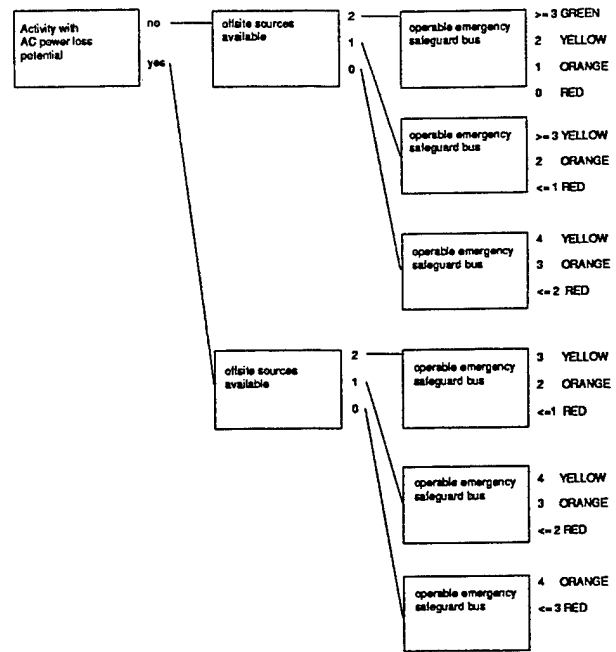 Activity with
AC power loss
potential
no
yes
offsite sources
available
2
1
0
operable emergency
safeguard bus
>= 3 GREEN
2 YELLOW
1 ORANGE
0 RED
operable emergency
safeguard bus
>= 3 YELLOW
2 ORANGE
<= 1 RED
operable emergency
safeguard bus
4 YELLOW
3 ORANGE
<= 2 RED
offsite sources
available
2
1
0
operable emergency
safeguard bus
3 YELLOW
2 ORANGE
<=1 RED
operable emergency
safeguard bus
4 YELLOW
3 ORANGE
<= 2 RED
operable emergency
safeguard bus
4 ORANGE
<= 3 RED